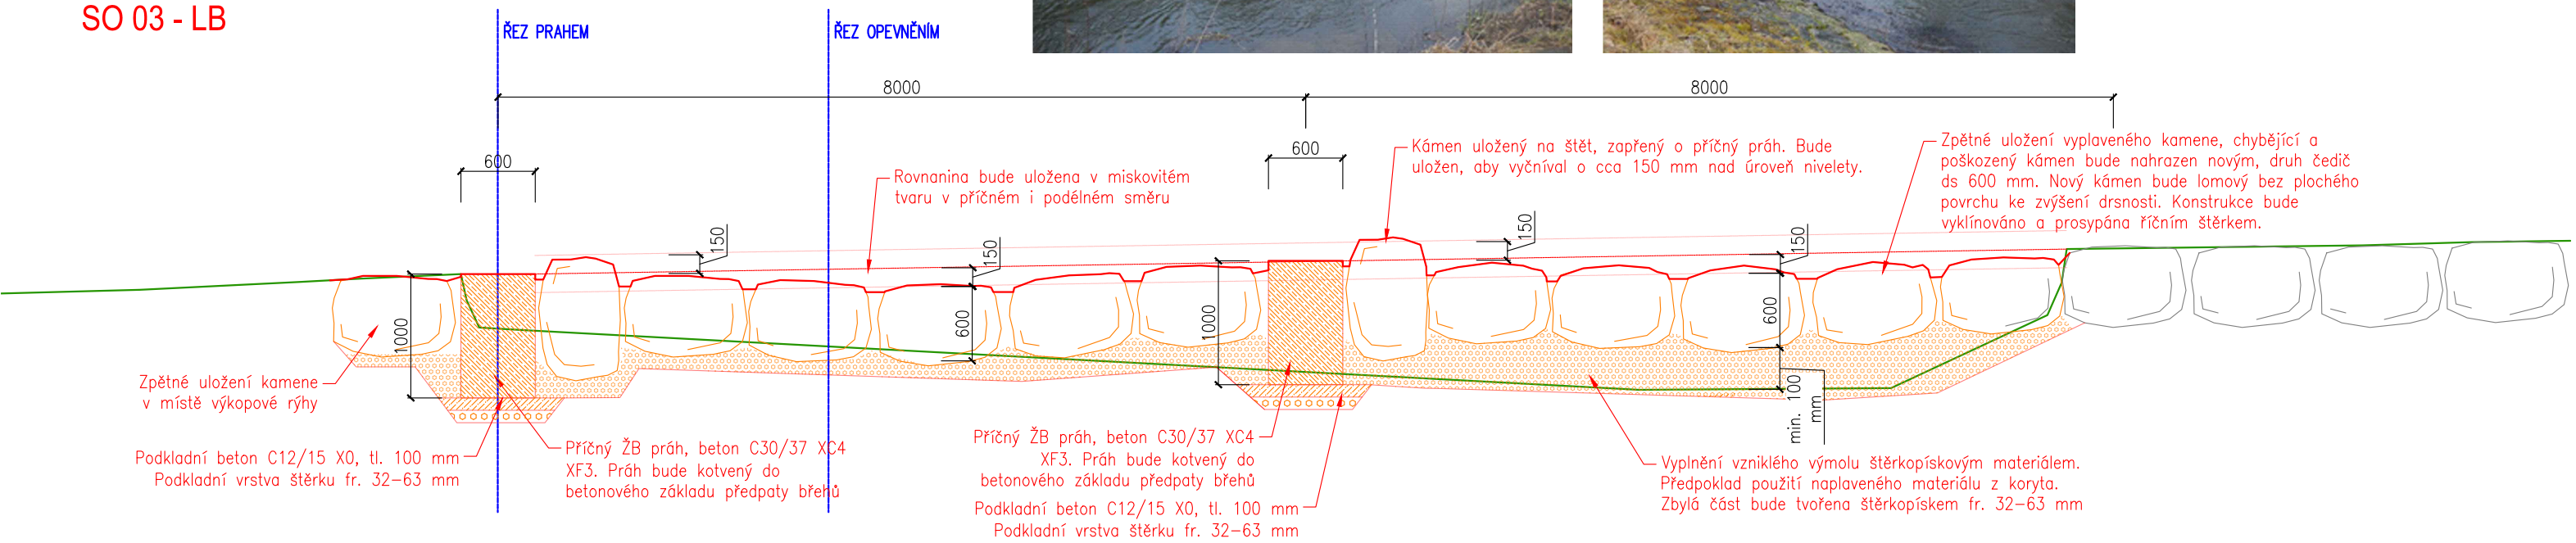 SO 03 - LB
ŘEZ PRAHEM
ŘEZ OPEVNĚNÍM
8000
8000
600
600
Rovnanina bude uložena v miskovitém
tvaru v příčném i podélném směru
Kámen uložený na štět, zapřený o příčný práh. Bude
uložen, aby vyčníval o cca 150 mm nad úroveň nivelety.
Zpětné uložení vyplaveného kamene, chybějící a
poškozený kámen bude nahrazen novým, druh čedič
ds 600 mm. Nový kámen bude lomový bez plochého
povrchu ke zvýšení drsnosti. Konstrukce bude
vyklínováno a prosypána říčním štěrkem.
150
150
150
150
1000
600
1000
600
min. 100
mm
Zpětné uložení kamene
v místě výkopové rýhy
Podkladní beton C12/15 X0, tl. 100 mm
Podkladní vrstva štěrku fr. 32-63 mm
Příčný ŽB práh, beton C30/37 XC4
XF3. Práh bude kotvený do
betonového základu předpaty břehů
Příčný ŽB práh, beton C30/37 XC4
XF3. Práh bude kotvený do
betonového základu předpaty břehů
Podkladní beton C12/15 X0, tl. 100 mm
Podkladní vrstva štěrku fr. 32-63 mm
Vyplnění vzniklého výmolu štěrkopískovým materiálem.
Předpoklad použití naplaveného materiálu z koryta.
Zbylá část bude tvořena štěrkopískem fr. 32-63 mm